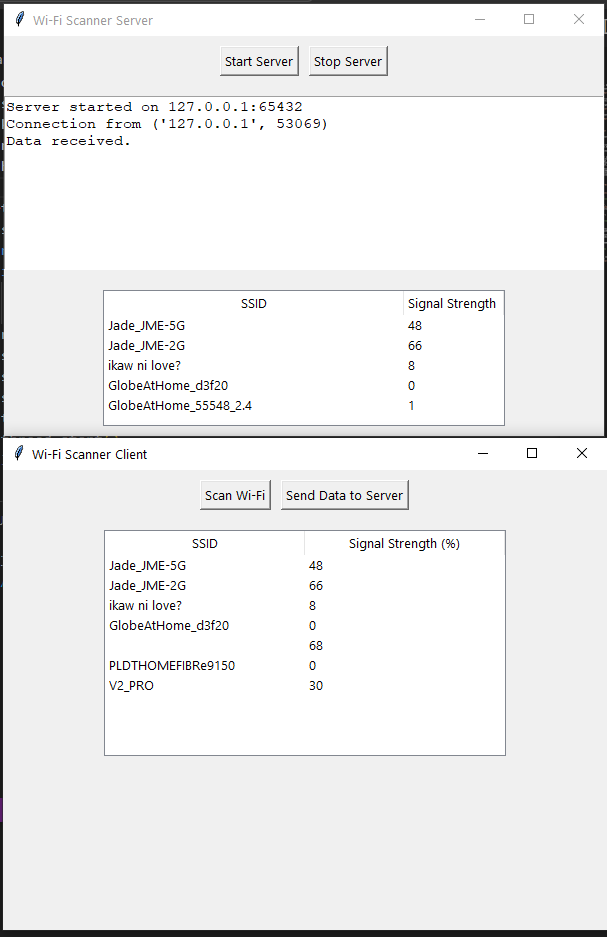 Wi-Fi Scanner Server
Start Server Stop Server
Server started on 127.0.0.1:65432
Connection from ('127.0.0.1', 53069)
Data received.
SSID Signal Strength
Jade_JME-5G 48
Jade_JME-2G 66
ikaw ni love? 8
GlobeAtHome_d3f20 0
GlobeAtHome_55548_2.4 1
Wi-Fi Scanner Client
Scan Wi-Fi Send Data to Server
SSID Signal Strength (%)
Jade_JME-5G 48
Jade_JME-2G 66
ikaw ni love? 8
GlobeAtHome_d3f20 0
68
PLDTHOMEFIBRe9150 0
V2_PRO 30